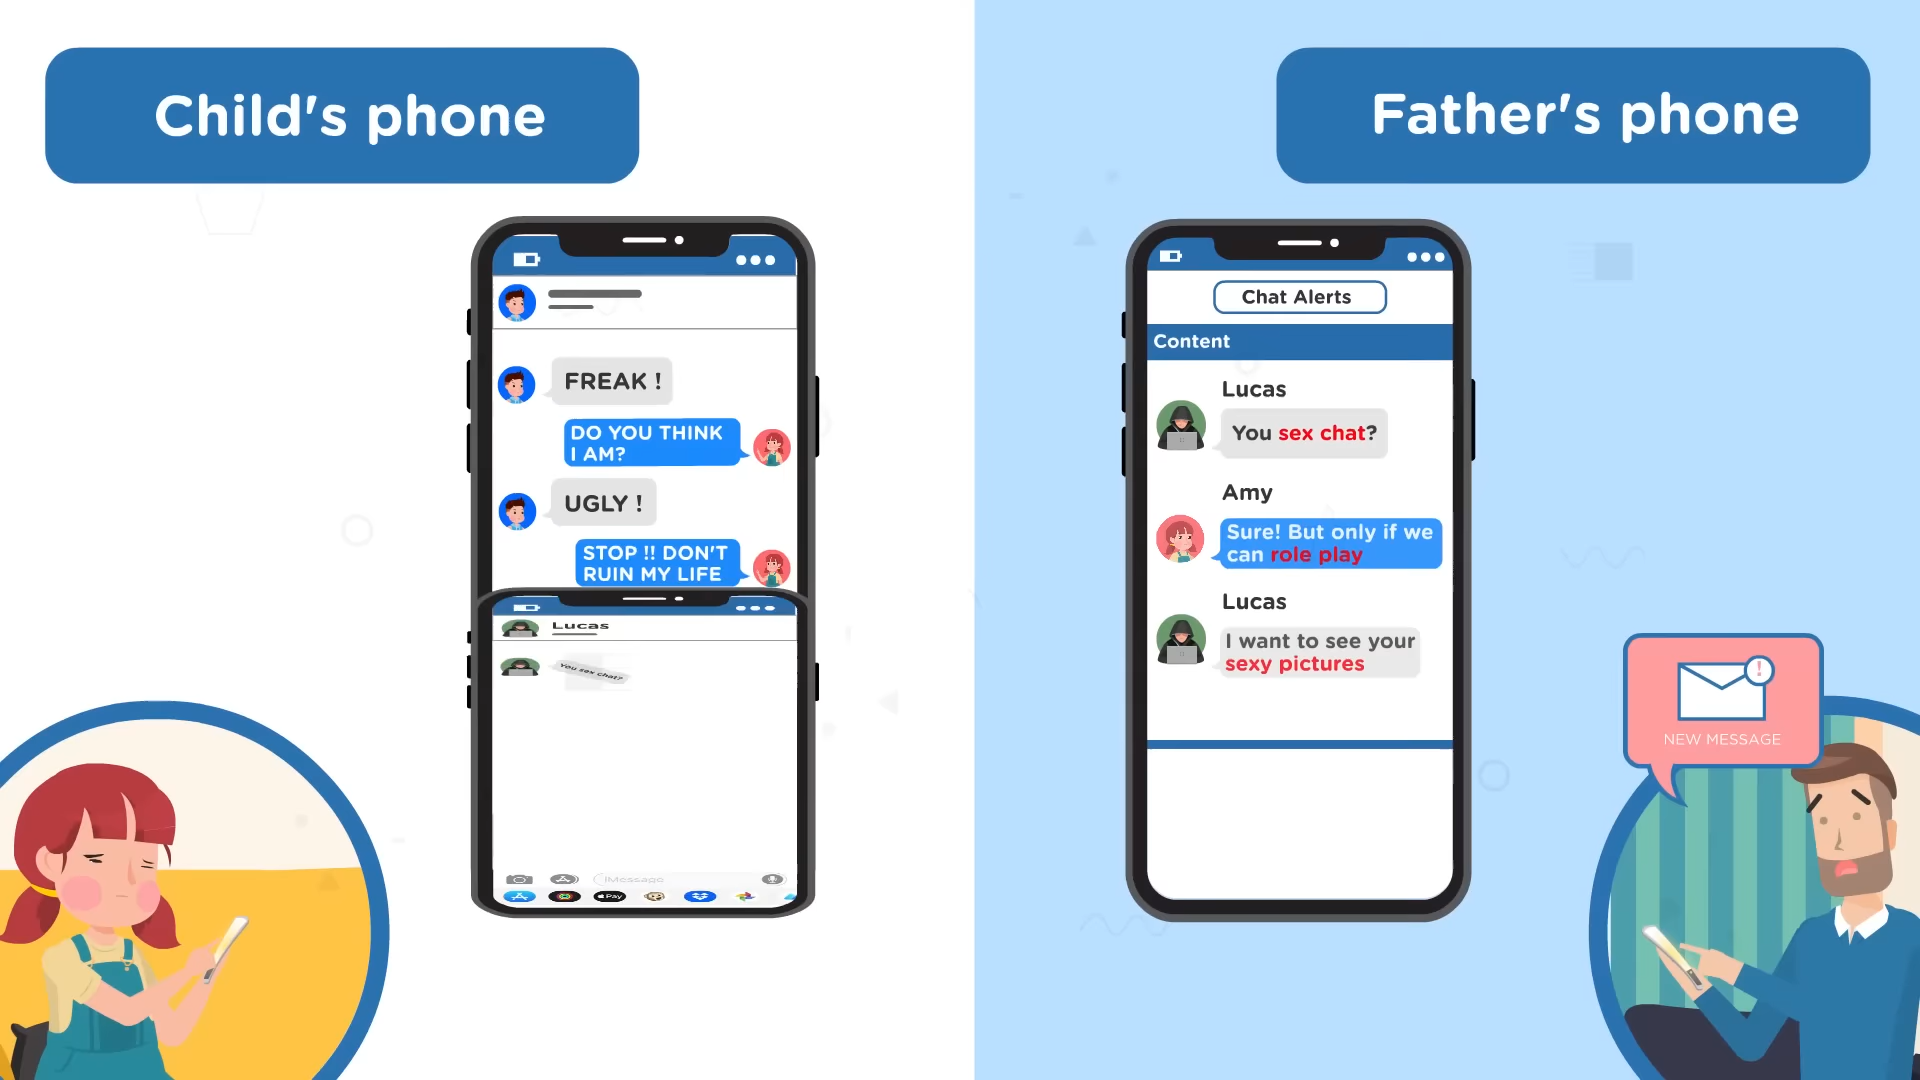 Child's phone
FREAK !
DO YOU THINK
I AM?
UGLY !
STOP !! DON'T
RUIN MY LIFE
Lucas
You sex chat?
iMessage
Pay
Father's phone
Chat Alerts
Content
Lucas
You sex chat?
Amy
Sure! But only if we
can role play
Lucas
I want to see your
sexy pictures
!
NEW MESSAGE